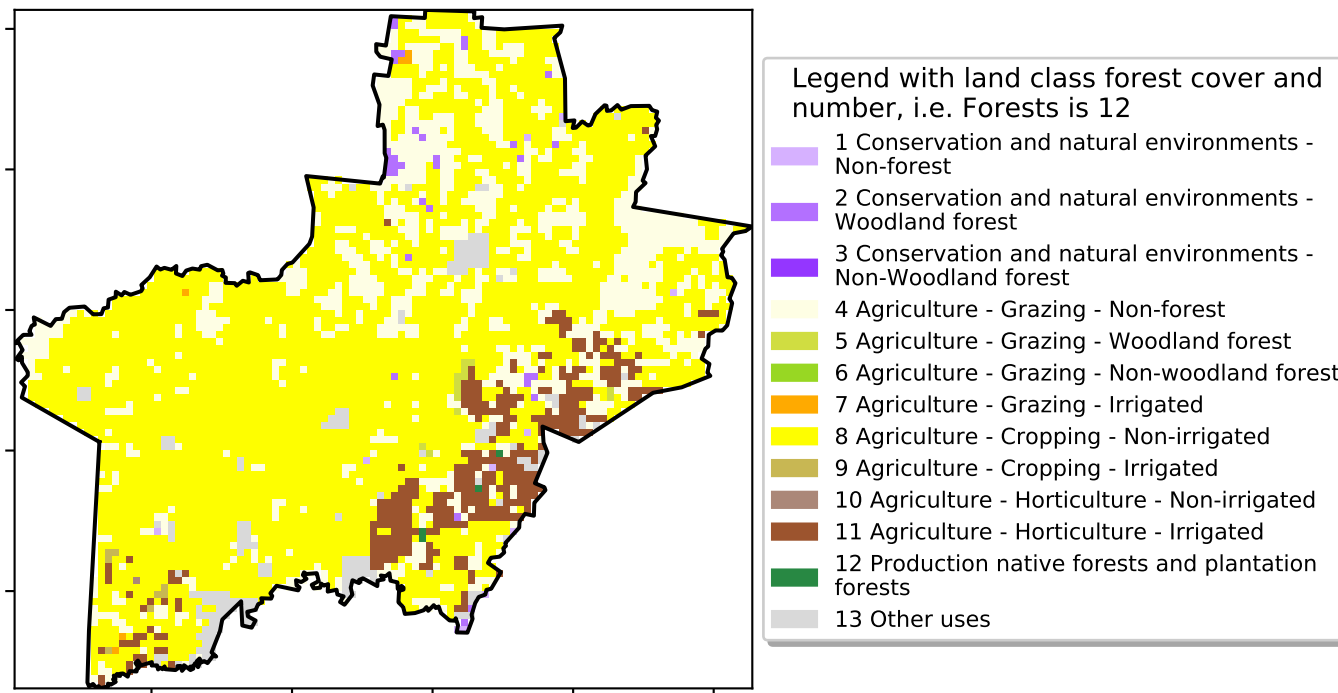 Legend with land class forest cover and
number, i.e. Forests is 12
1 Conservation and natural environments -
Non-forest
2 Conservation and natural environments -
Woodland forest
3 Conservation and natural environments -
Non-Woodland forest
4 Agriculture - Grazing - Non-forest
5 Agriculture - Grazing - Woodland forest
6 Agriculture - Grazing - Non-woodland forest
7 Agriculture - Grazing - Irrigated
8 Agriculture - Cropping - Non-irrigated
9 Agriculture - Cropping - Irrigated
10 Agriculture - Horticulture - Non-irrigated
11 Agriculture - Horticulture - Irrigated
12 Production native forests and plantation
forests
13 Other uses